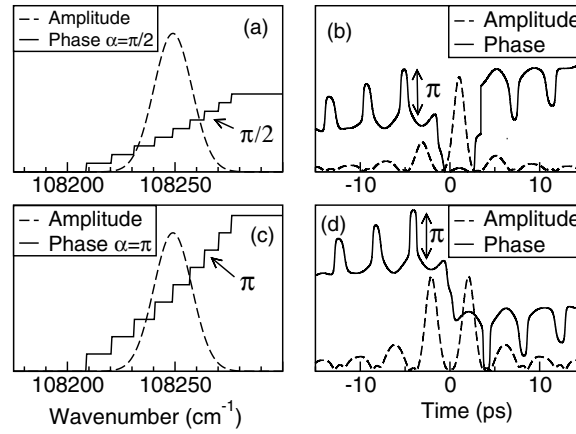 Amplitude
Phase α=π/2
(a)
π/2
(b)
Amplitude
Phase
π
108200 108250
-10 0 10
Amplitude
Phase α=π
(c)
π
(d)
Amplitude
Phase
π
108200 108250
-10 0 10
Wavenumber (cm⁻¹)
Time (ps)